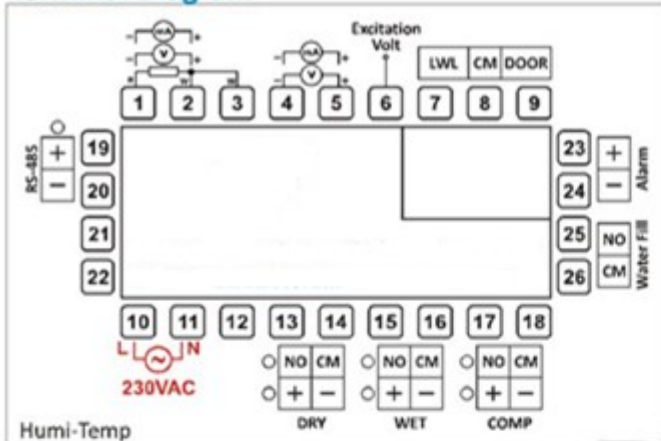 mA
mA
V
V
R W W
Excitation
Volt
LWL CM DOOR
1 2 3 4 5 6 7 8 9
RS-485
+
-
19
20
21
22
23
24
25
26
+
-
Alarm
NO
CM
Water Fill
10 11 12 13 14 15 16 17 18
L N
230VAC
NO CM
+ -
DRY
NO CM
+ -
WET
NO CM
+ -
COMP
Humi-Temp